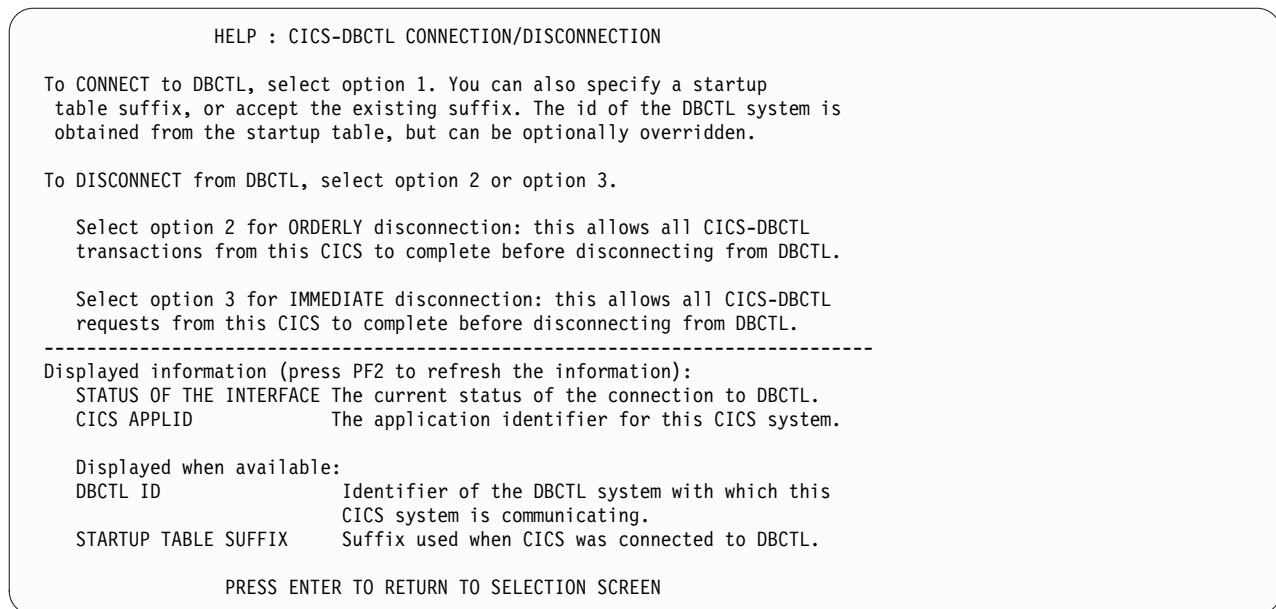 HELP : CICS-DBCTL CONNECTION/DISCONNECTION
To CONNECT to DBCTL, select option 1. You can also specify a startup
table suffix, or accept the existing suffix. The id of the DBCTL system is
obtained from the startup table, but can be optionally overridden.
To DISCONNECT from DBCTL, select option 2 or option 3.
Select option 2 for ORDERLY disconnection: this allows all CICS-DBCTL
transactions from this CICS to complete before disconnecting from DBCTL.
Select option 3 for IMMEDIATE disconnection: this allows all CICS-DBCTL
requests from this CICS to complete before disconnecting from DBCTL.
------------------------------------------------------------------------------
Displayed information (press PF2 to refresh the information):
STATUS OF THE INTERFACE The current status of the connection to DBCTL.
CICS APPLID The application identifier for this CICS system.
Displayed when available:
DBCTL ID Identifier of the DBCTL system with which this
CICS system is communicating.
STARTUP TABLE SUFFIX Suffix used when CICS was connected to DBCTL.
PRESS ENTER TO RETURN TO SELECTION SCREEN